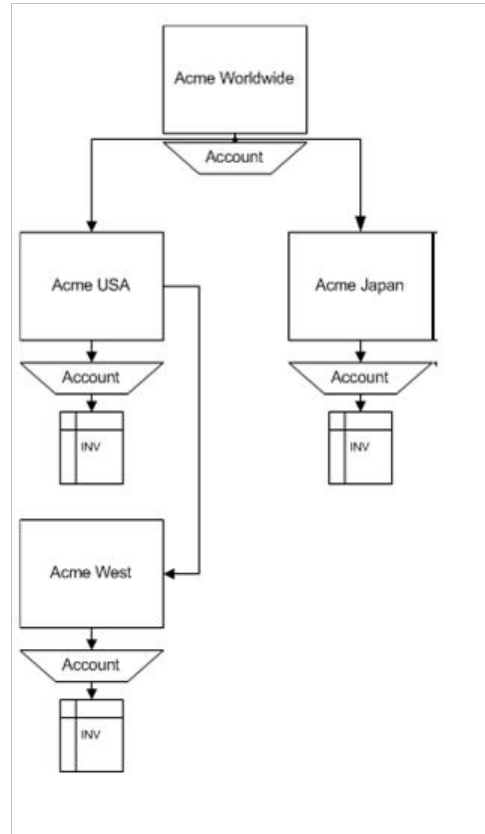 Acme Worldwide
Account
Acme USA
Acme Japan
Account
Account
INV
INV
Acme West
Account
INV